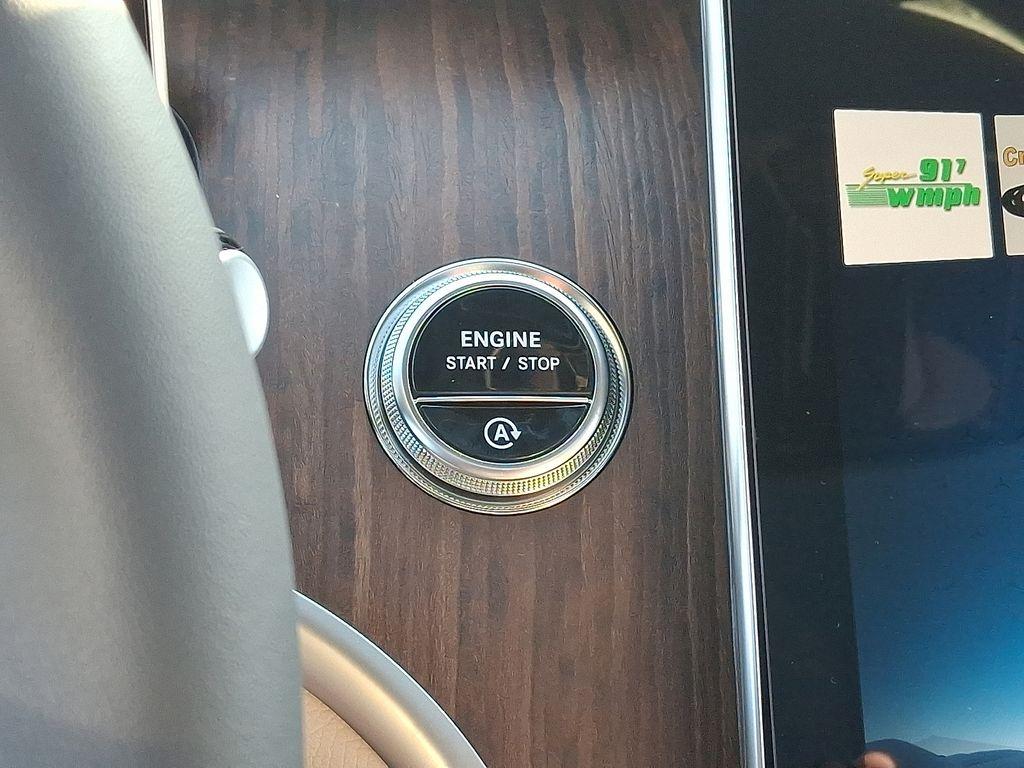 ENGINE
START / STOP
A
Super 91⁷
wmph